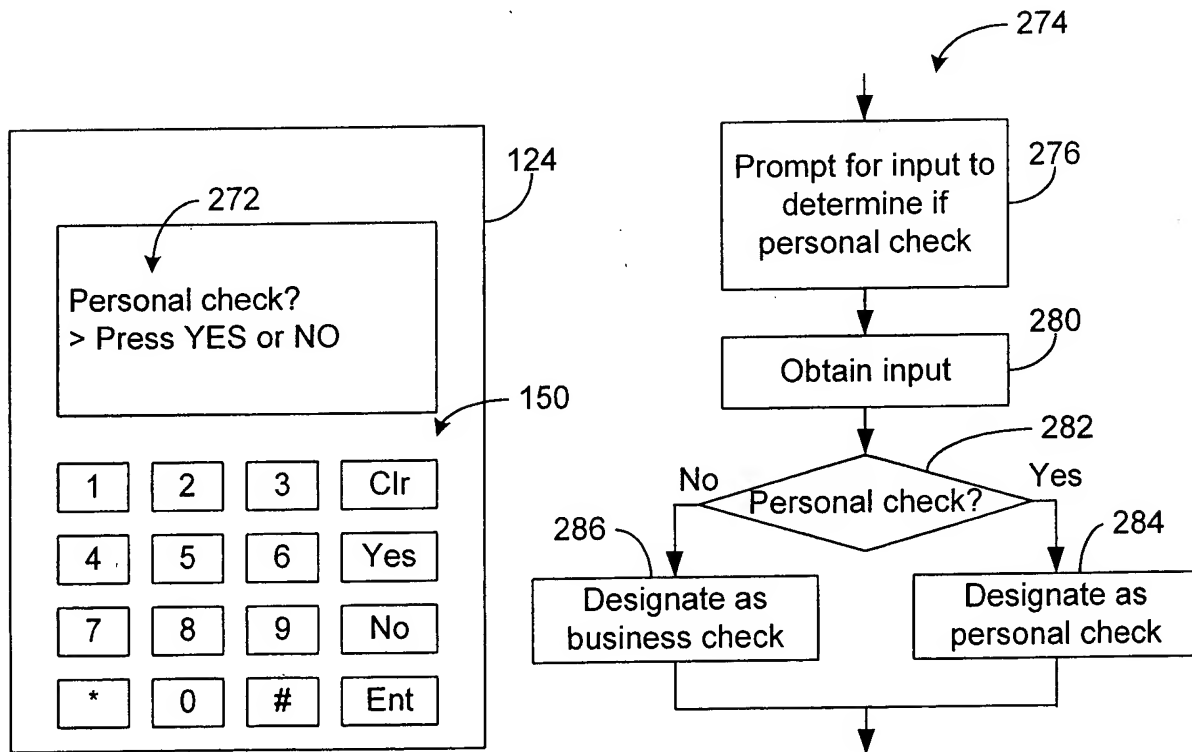 274
124
272
Personal check?
> Press YES or NO
150
1 2 3 Clr
4 5 6 Yes
7 8 9 No
* 0 # Ent
Prompt for input to
determine if
personal check
276
280
Obtain input
282
No
Personal check?
Yes
286
284
Designate as
business check
Designate as
personal check